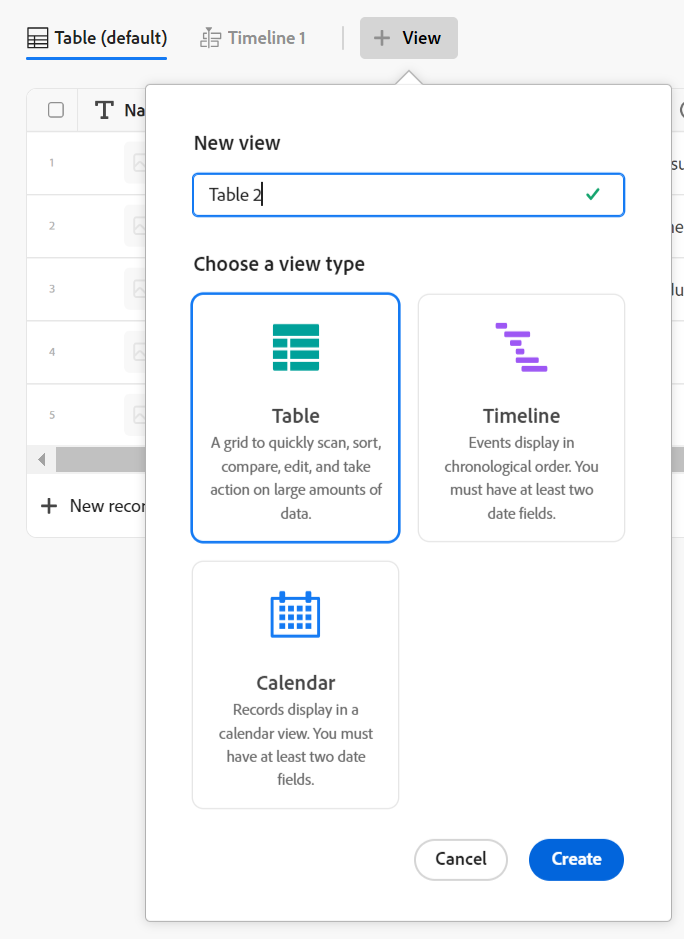 Table (default) Timeline 1 + View
Na
1
2
3
4
5
+ New recor
New view
Table 2
Choose a view type
Table
A grid to quickly scan, sort,
compare, edit, and take
action on large amounts of
data.
Timeline
Events display in
chronological order. You
must have at least two
date fields.
Calendar
Records display in a
calendar view. You must
have at least two date
fields.
Cancel Create